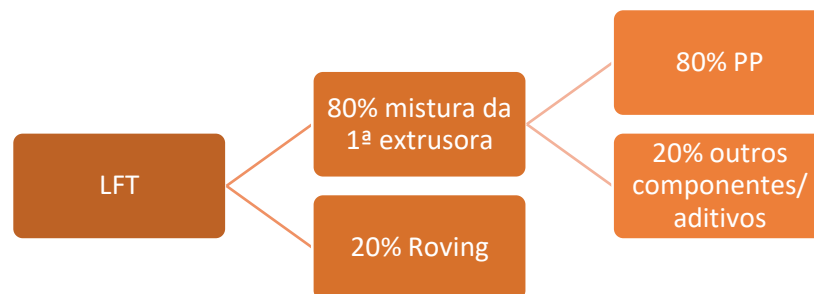 LFT
80% mistura da
1ª extrusora
20% Roving
80% PP
20% outros
componentes/
aditivos